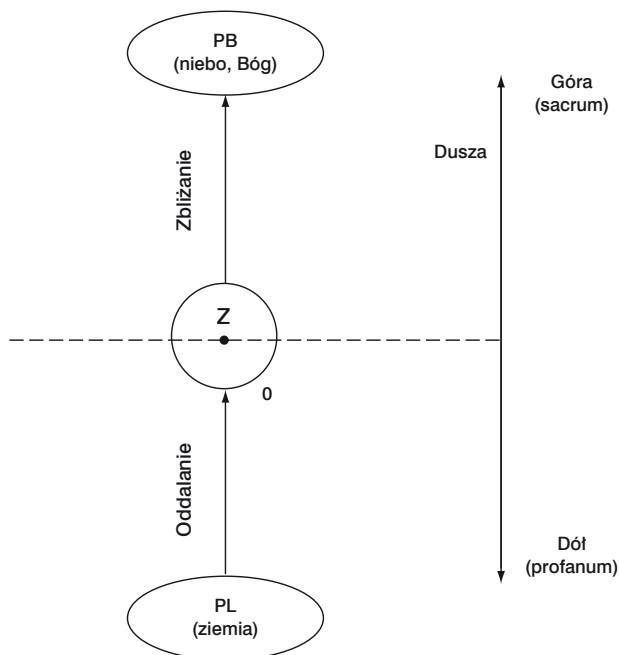 PB
(niebo, Bóg)
Góra
(sacrum)
Dusza
Zbliżanie
Z
0
Oddalanie
Dół
(profanum)
PL
(ziemia)